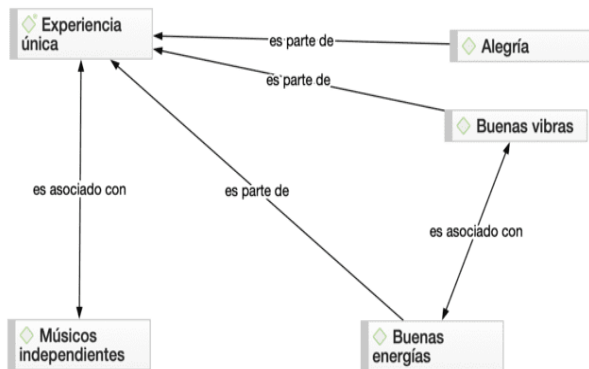 Experiencia
única
es parte de
Alegría
es parte de
Buenas vibras
es asociado con
es parte de
es asociado con
Músicos
independientes
Buenas
energías